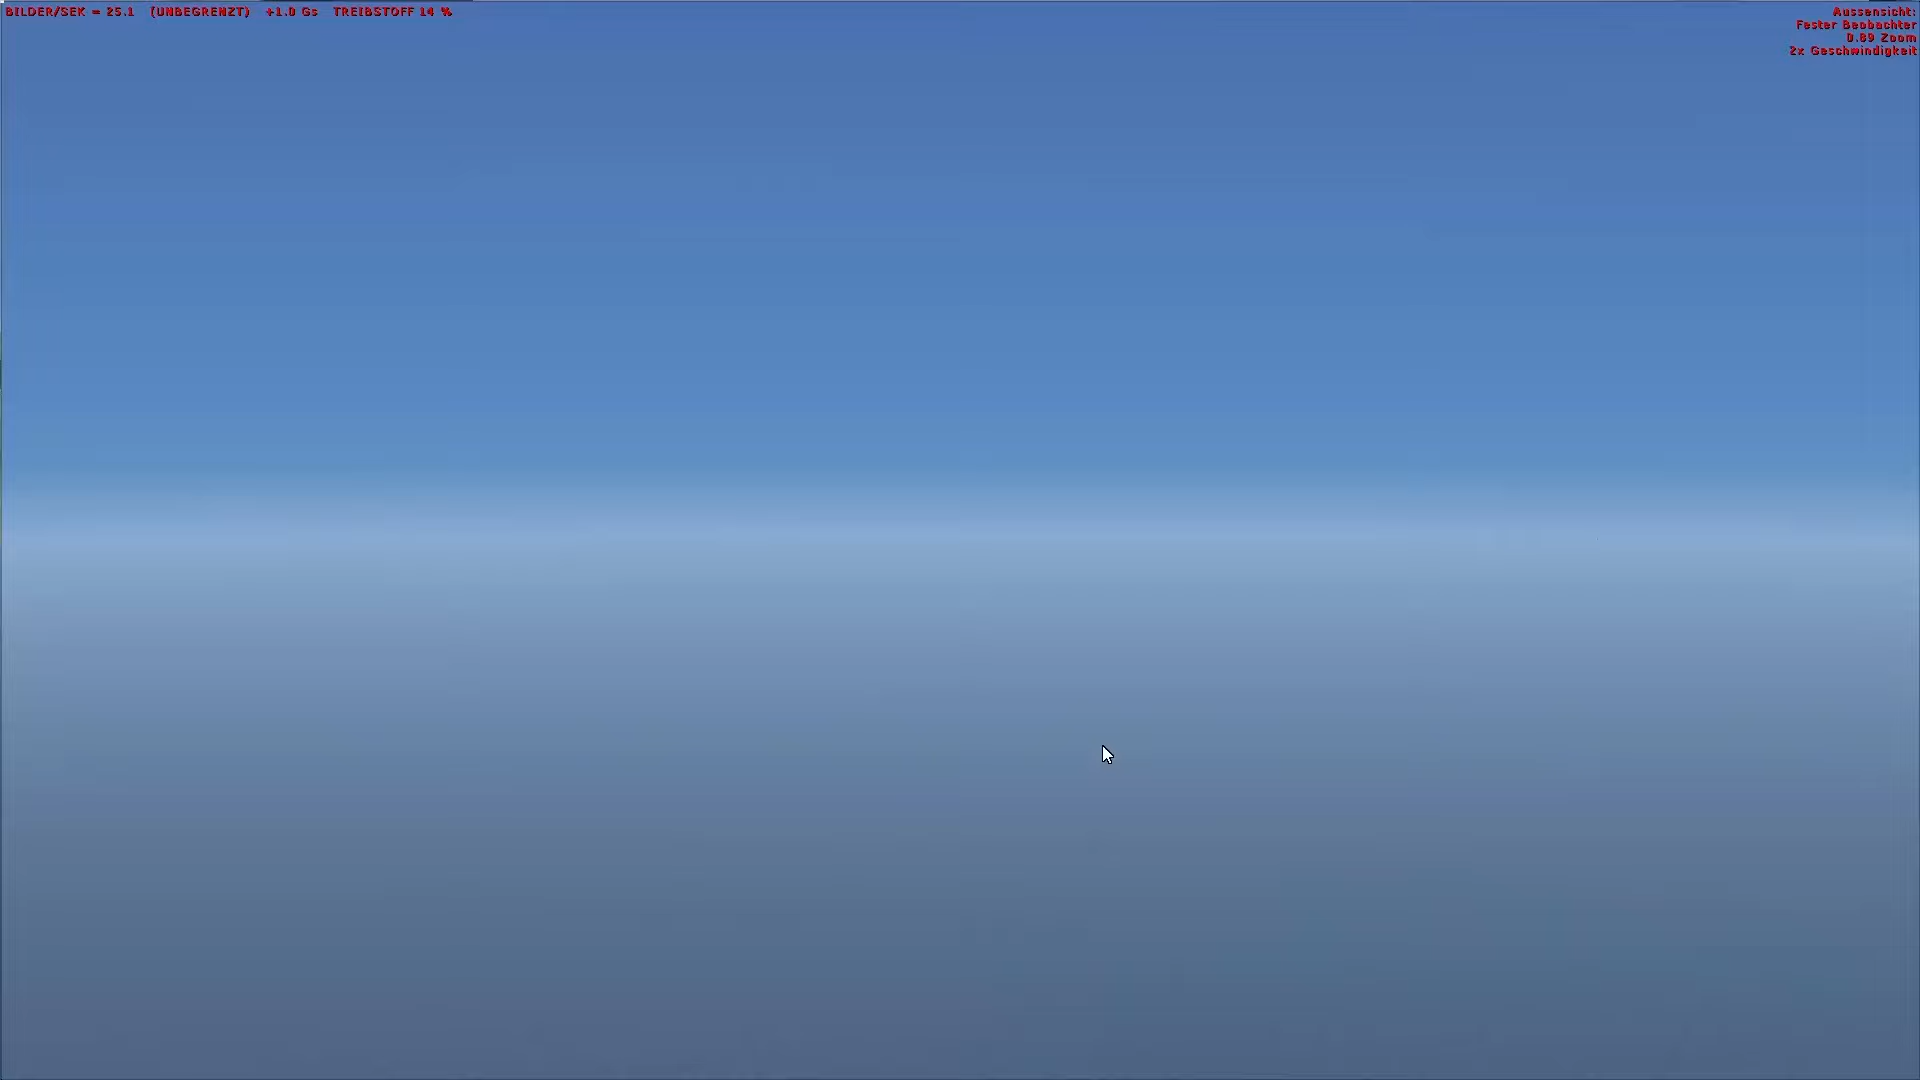 BILDER/SEK = 25.1 (UNBEGRENZT) +1.0 Gs TREIBSTOFF 14 %
Aussensicht:
Fester Beobachter
0.89 Zoom
2x Geschwindigkeit